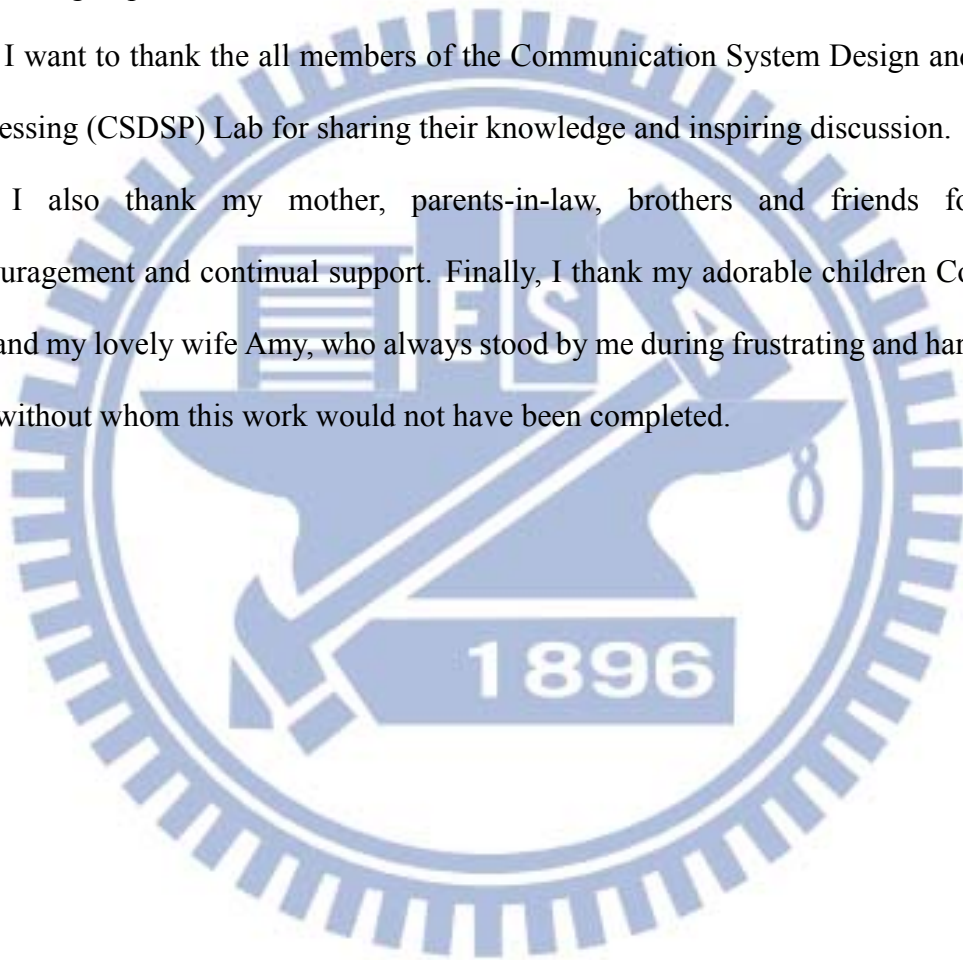 I want to thank the all members of the Communication System Design and
essing (CSDSP) Lab for sharing their knowledge and inspiring discussion.
I also thank my mother, parents-in-law, brothers and friends fo
uragement and continual support. Finally, I thank my adorable children Co
and my lovely wife Amy, who always stood by me during frustrating and har
without whom this work would not have been completed.
E S A
1896